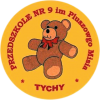 PRZEDSZKOLE NR 9 im Pluszowego Misia
• TYCHY •